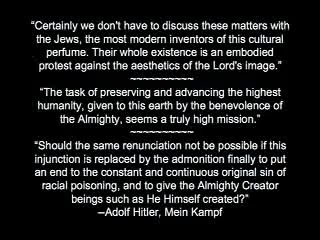 “Certainly we don't have to discuss these matters with
the Jews, the most modern inventors of this cultural
perfume. Their whole existence is an embodied
protest against the aesthetics of the Lord's image.”
~~~~~~~~~~
“The task of preserving and advancing the highest
humanity, given to this earth by the benevolence of
the Almighty, seems a truly high mission.”
~~~~~~~~~~
“Should the same renunciation not be possible if this
injunction is replaced by the admonition finally to put
an end to the constant and continuous original sin of
racial poisoning, and to give the Almighty Creator
beings such as He Himself created?”
–Adolf Hitler, Mein Kampf